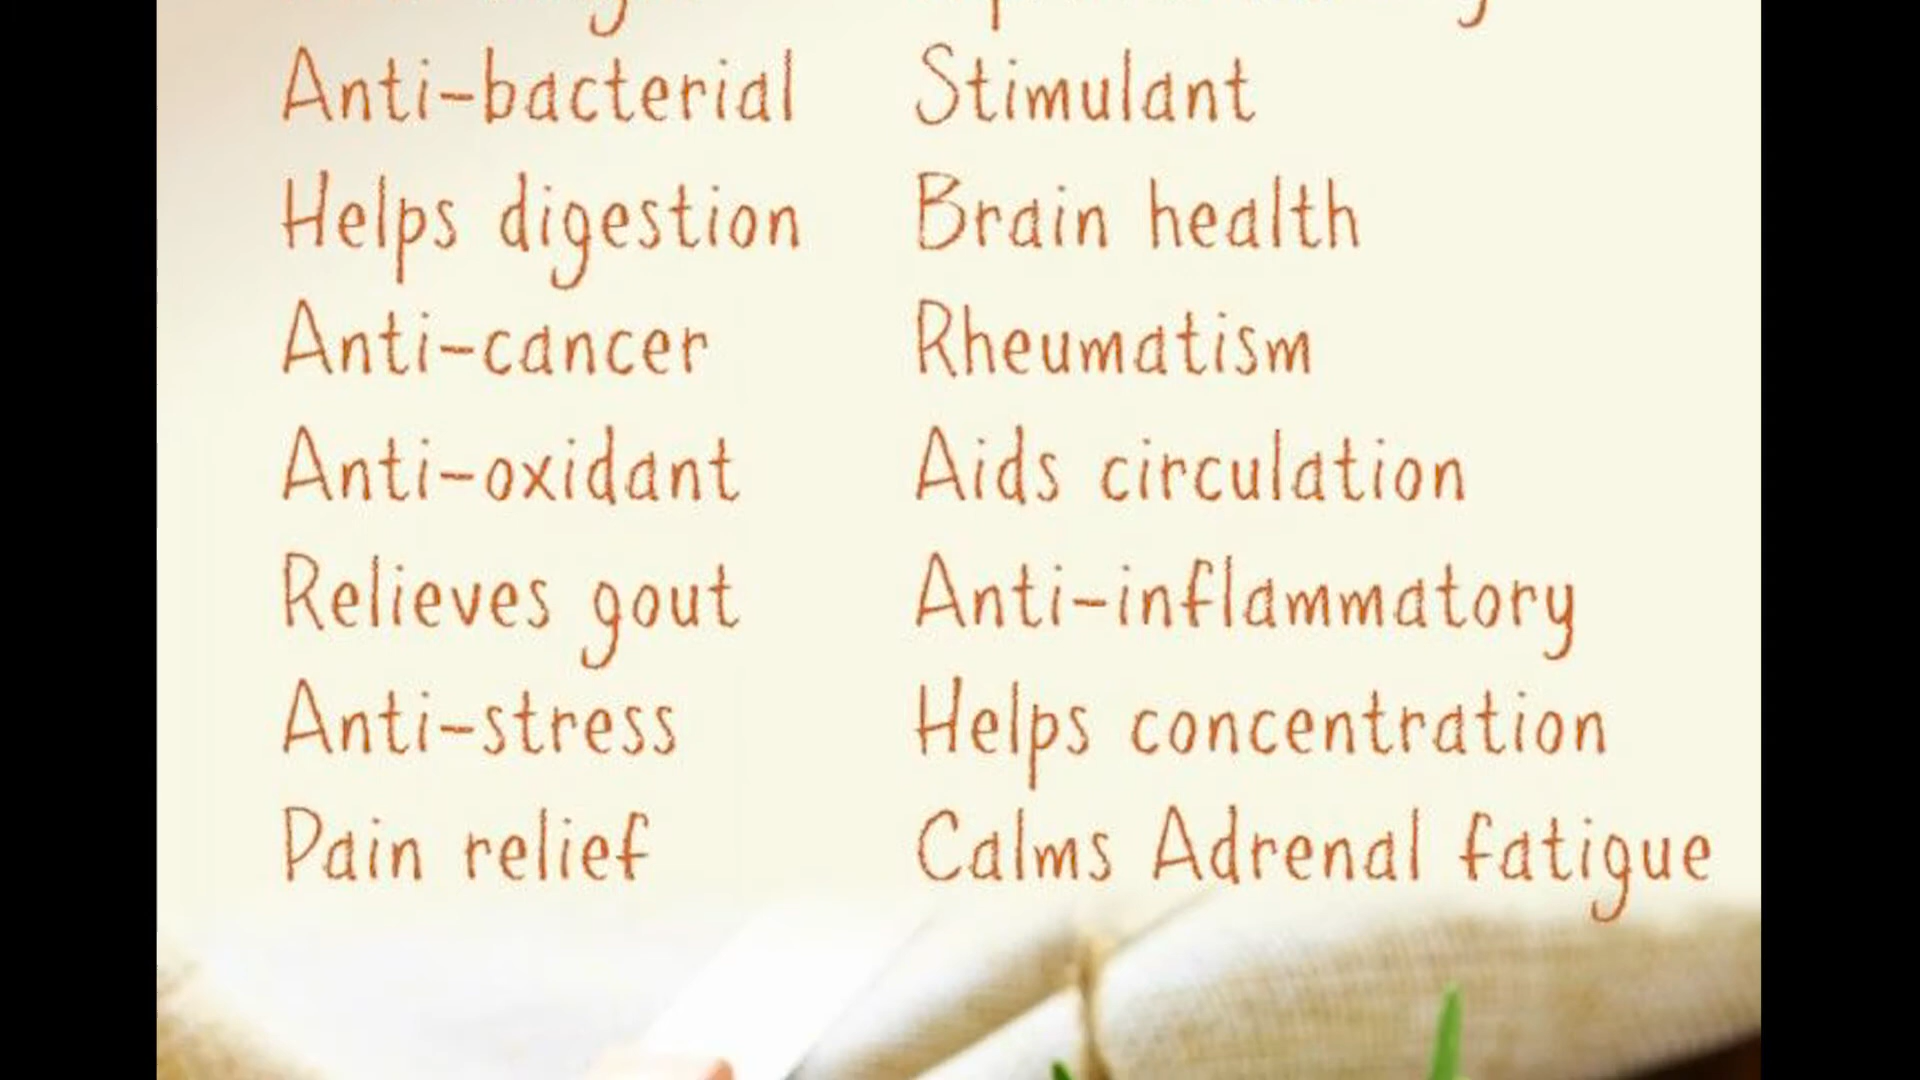 Anti-bacterial
Helps digestion
Anti-cancer
Anti-oxidant
Relieves gout
Anti-stress
Pain relief
Stimulant
Brain health
Rheumatism
Aids circulation
Anti-inflammatory
Helps concentration
Calms Adrenal fatigue